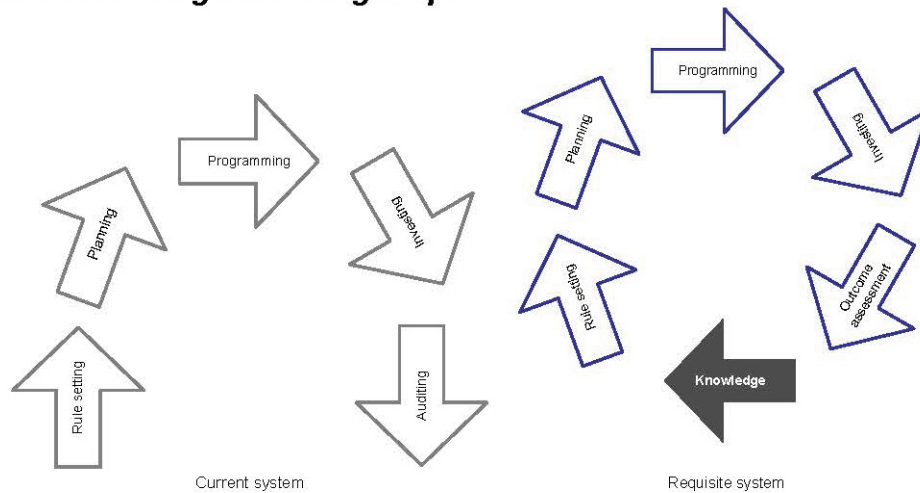 Programming
Planning
Investing
Rule setting
Auditing
Current system
Programming
Planning
Investing
Rule setting
Outcome
assessment
Knowledge
Requisite system